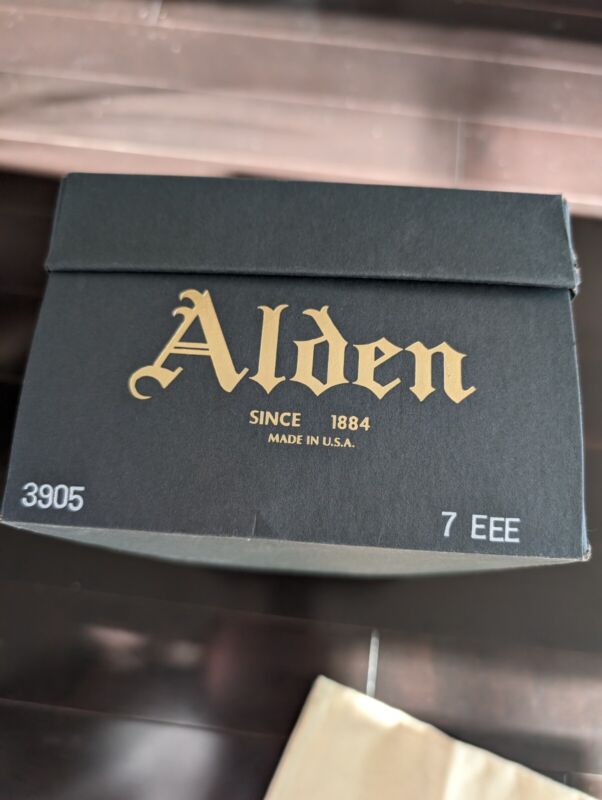 Alden
SINCE 1884
MADE IN U.S.A.
3905
7 EEE